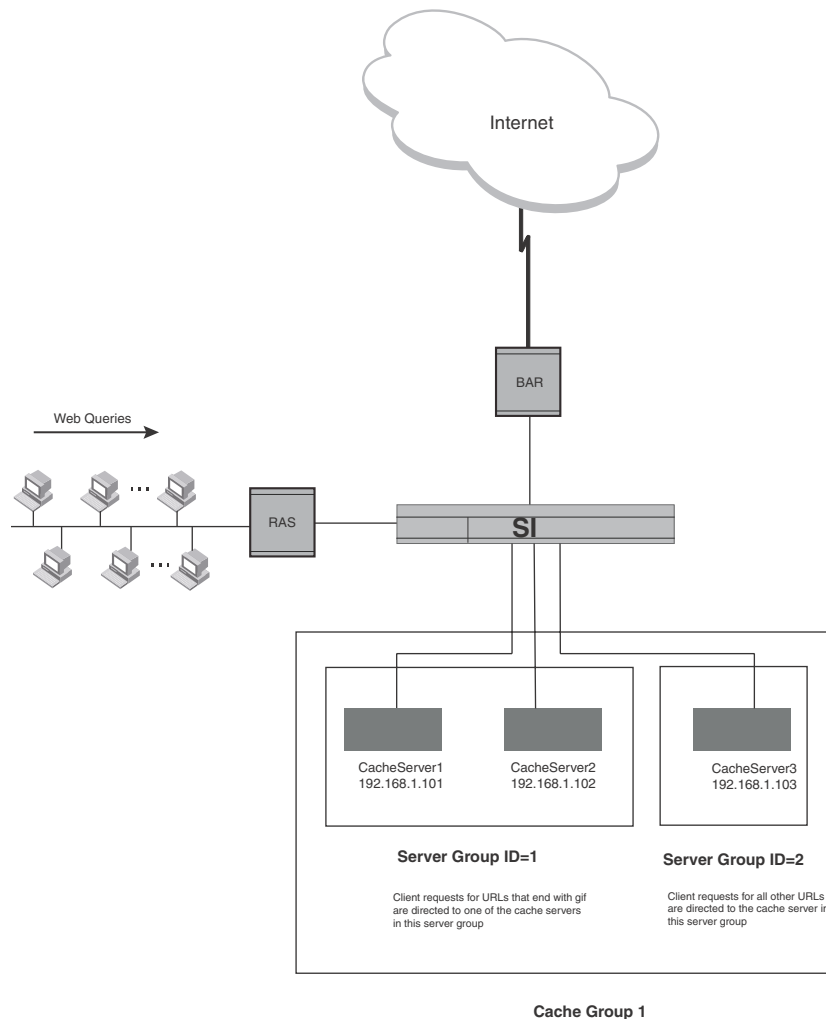 Internet
BAR
Web Queries
RAS
SI
CacheServer1
192.168.1.101
CacheServer2
192.168.1.102
CacheServer3
192.168.1.103
Server Group ID=1
Client requests for URLs that end with gif
are directed to one of the cache servers
in this server group
Server Group ID=2
Client requests for all other URLs
are directed to the cache server in
this server group
Cache Group 1